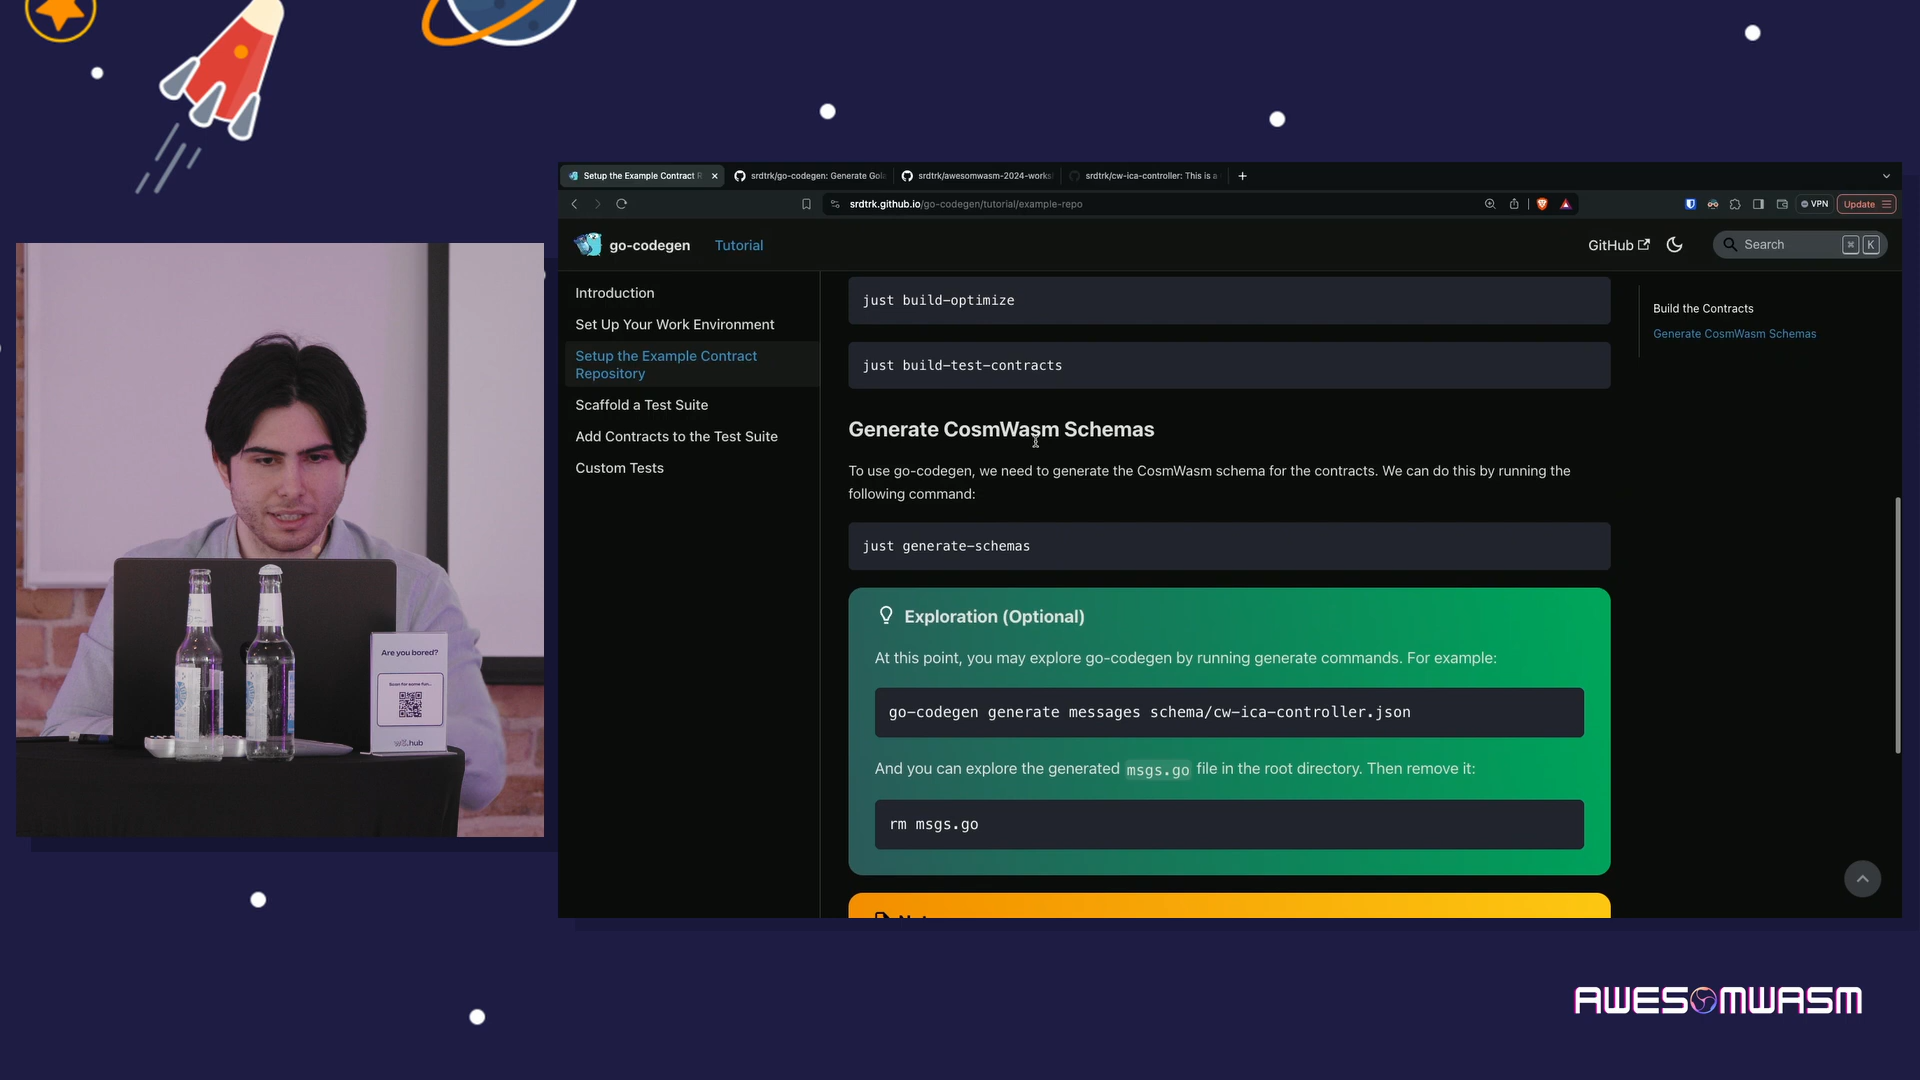 Setup the Example Contract R
srdtrk/go-codegen: Generate Gol
srdtrk/awesomwasm-2024-works
srdtrk/cw-ica-controller: This is a
srdtrk.github.io/go-codegen/tutorial/example-repo
VPN
Update
go-codegen
Tutorial
GitHub
Search
K
Introduction
Set Up Your Work Environment
Setup the Example Contract
Repository
Scaffold a Test Suite
Add Contracts to the Test Suite
Custom Tests
just build-optimize
just build-test-contracts
Generate CosmWasm Schemas
To use go-codegen, we need to generate the CosmWasm schema for the contracts. We can do this by running the
following command:
just generate-schemas
Exploration (Optional)
At this point, you may explore go-codegen by running generate commands. For example:
go-codegen generate messages schema/cw-ica-controller.json
And you can explore the generated msgs.go file in the root directory. Then remove it:
rm msgs.go
Build the Contracts
Generate CosmWasm Schemas
Are you bored?
Scan for some fun...
AWESOMWASM